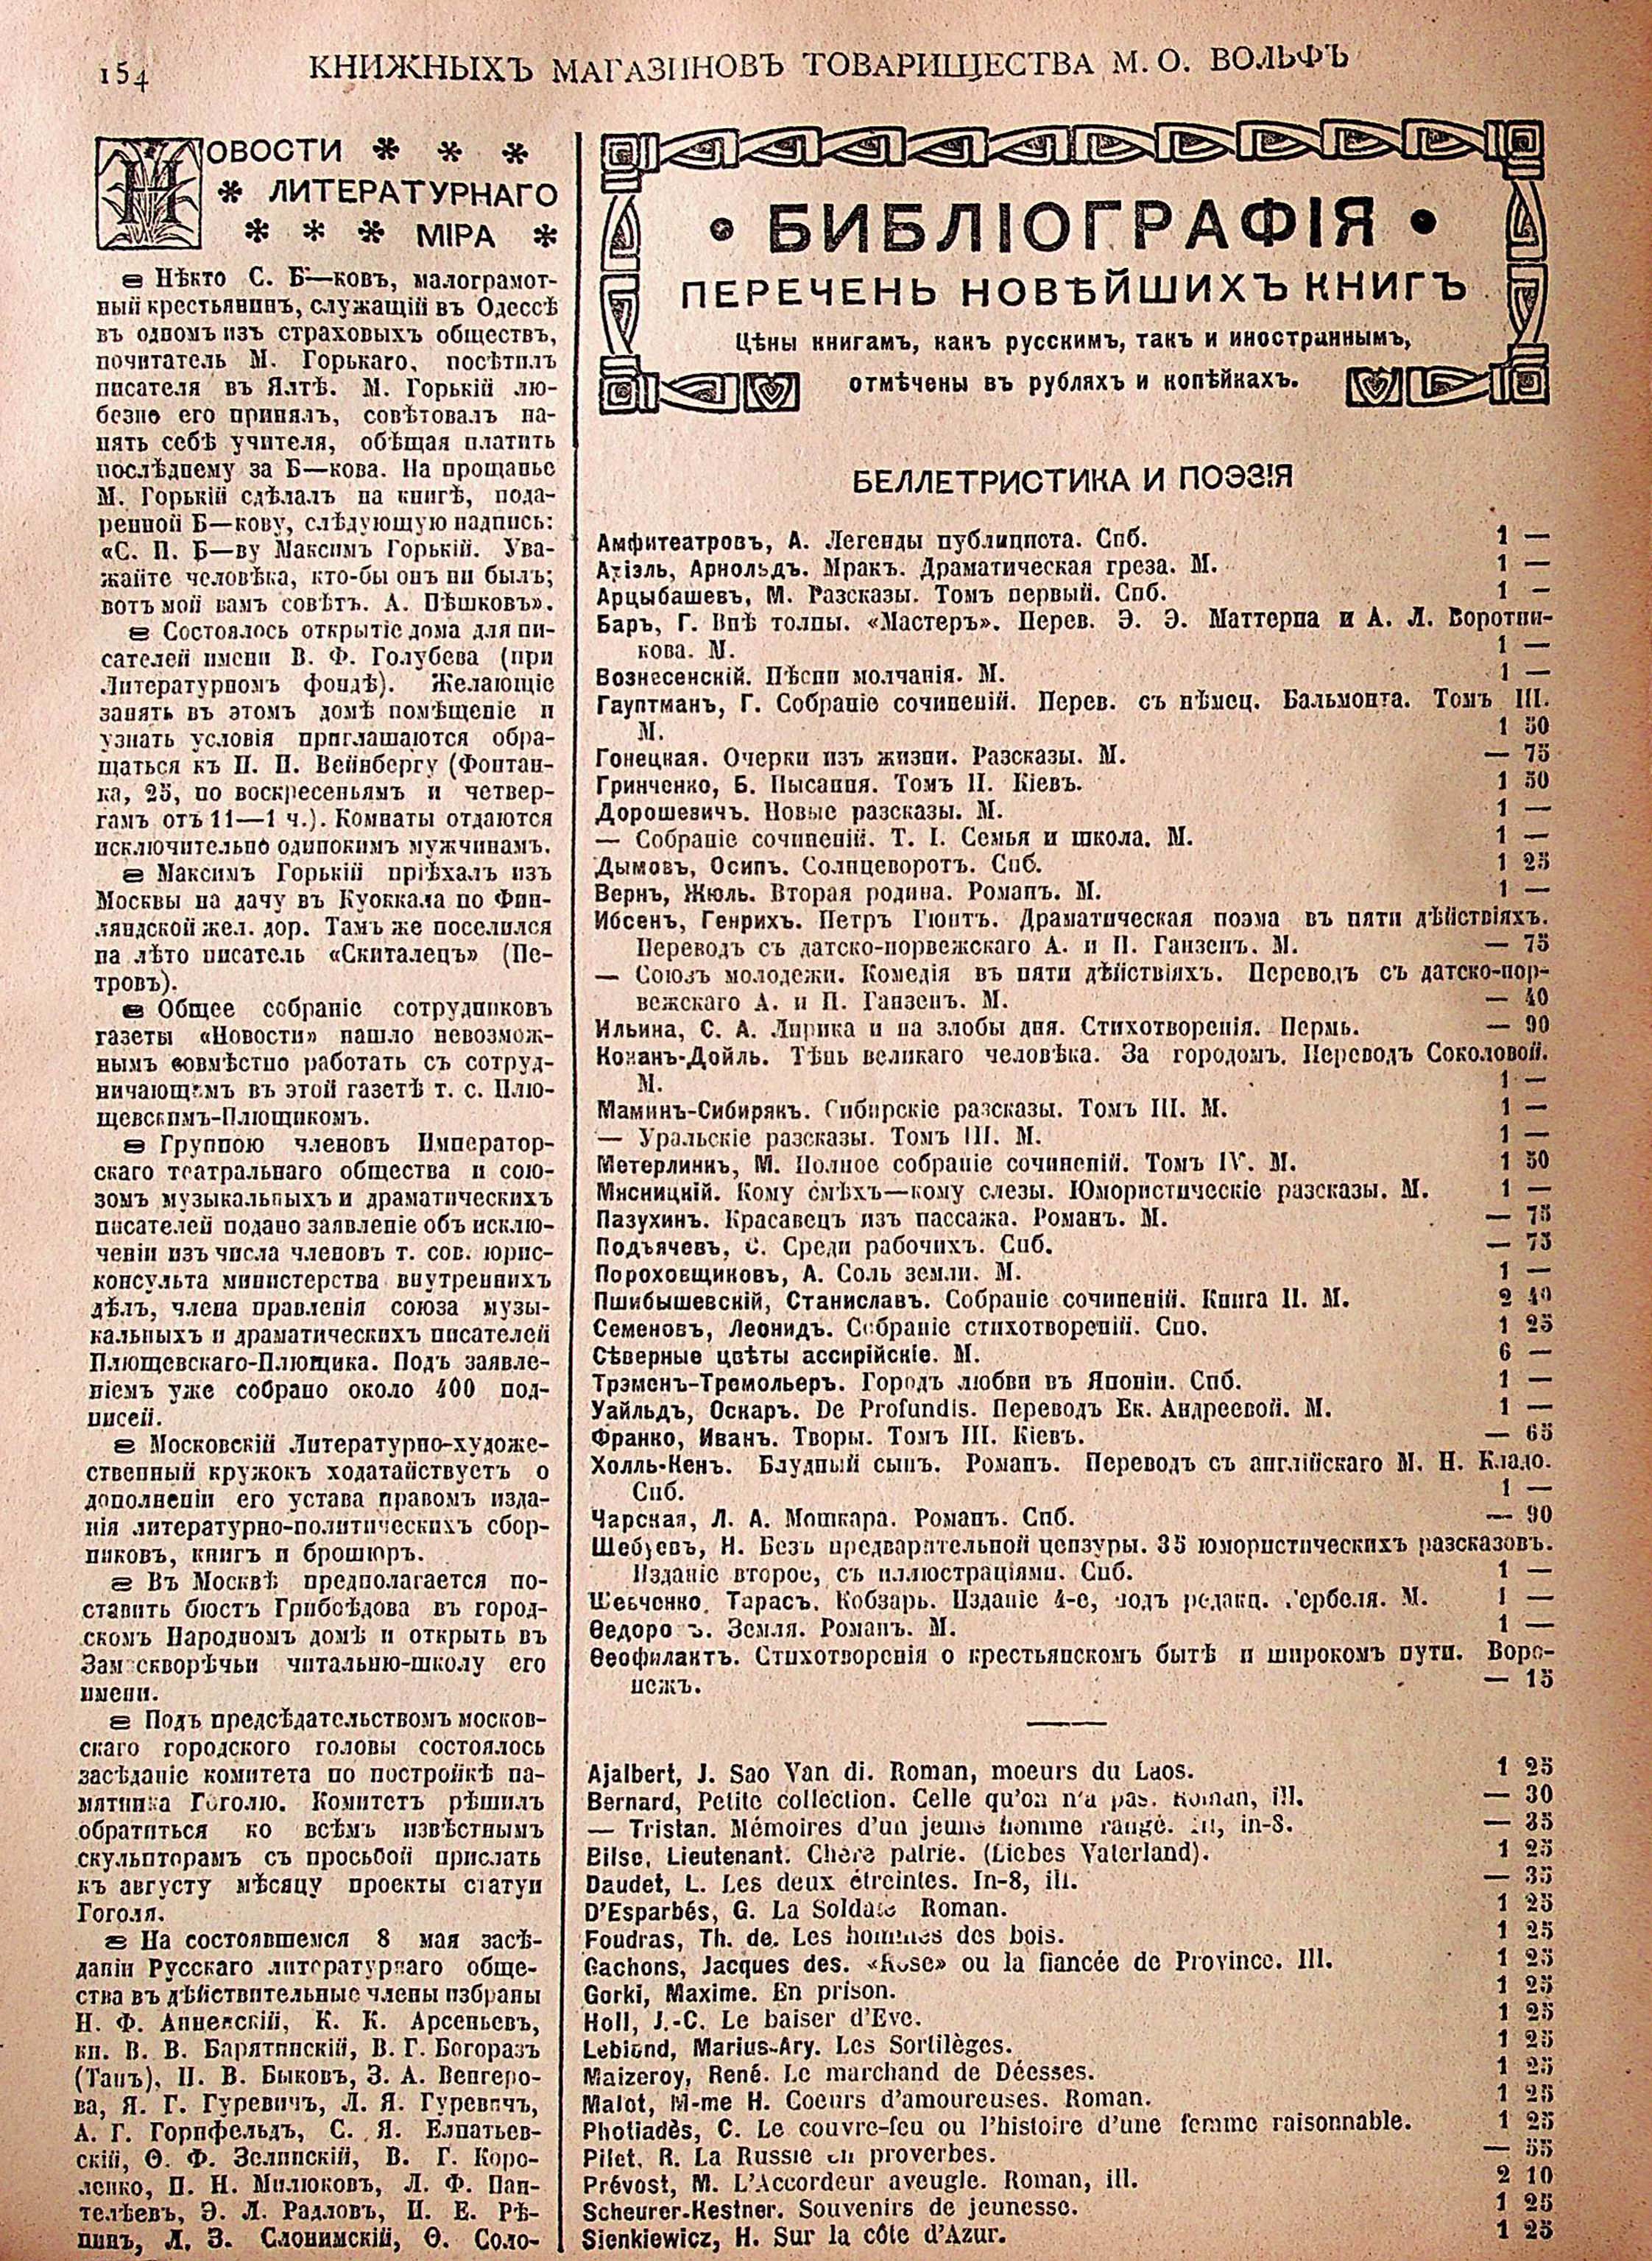 154
КНИЖНЫХЪ МАГАЗИНОВЪ ТОВАРИЩЕСТВА М. О. ВОЛЬФЪ
НОВОСТИ
ЛИТЕРАТУРНАГО
МІРА
Нѣкто С. Б—ковъ, малограмот-
ный крестьянинъ, служащій въ Одессѣ
въ одномъ изъ страховыхъ обществъ,
почитатель М. Горькаго, посѣтилъ
писателя въ Ялтѣ. М. Горькій лю-
безно его принялъ, совѣтовалъ на-
нять себѣ учителя, обѣщая платить
послѣднему за Б—кова. На прощанье
М. Горькій сдѣлалъ на книгѣ, пода-
ренной Б—кову, слѣдующую надпись:
«С. П. Б—ву Максимъ Горькій. Ува-
жайте человѣка, кто-бы онъ ни былъ;
вотъ мой вамъ совѣтъ. А. Пѣшковъ».
Состоялось открытіе дома для пи-
сателей имени В. Ф. Голубева (при
Литературномъ фондѣ). Желающіе
занять въ этомъ домѣ помѣщеніе и
узнать условія приглашаются обра-
щаться къ П. И. Вейнбергу (Фонтан-
ка, 25, по воскресеньямъ и четвер-
гамъ отъ 11—1 ч.). Комнаты отдаются
исключительно одинокимъ мужчинамъ.
Максимъ Горькій пріѣхалъ изъ
Москвы на дачу въ Куоккала по Фин-
ляндской жел. дор. Тамъ же поселился
на лѣто писатель «Скиталецъ» (Пе-
тровъ).
Общее собраніе сотрудниковъ
газеты «Новости» нашло невозмож-
нымъ совмѣстно работать съ сотруд-
ничающимъ въ этой газетѣ т. с. Плю-
щевскимъ-Плющикомъ.
Группою членовъ Император-
скаго театральнаго общества и сою-
зомъ музыкальныхъ и драматическихъ
писателей подано заявленіе объ исклю-
ченіи изъ числа членовъ т. сов. юрис-
консульта министерства внутреннихъ
дѣлъ, члена правленія союза музы-
кальныхъ и драматическихъ писателей
Плющевскаго-Плющика. Подъ заявле-
ніемъ уже собрано около 400 под-
писей.
Московскій Литературно-художе-
ственный кружокъ ходатайствуетъ о
дополненіи его устава правомъ изда-
нія литературно-политическихъ сбор-
никовъ, книгъ и брошюръ.
Въ Москвѣ предполагается по-
ставить бюстъ Грибоѣдова въ город-
скомъ Народномъ домѣ и открыть въ
Замоскворѣчьи читальню-школу его
имени.
Подъ предсѣдательствомъ москов-
скаго городского головы состоялось
засѣданіе комитета по постройкѣ па-
мятника Гоголю. Комитетъ рѣшилъ
обратиться ко всѣмъ извѣстнымъ
скульпторамъ съ просьбой прислать
къ августу мѣсяцу проекты статуи
Гоголя.
На состоявшемся 8 мая засѣ-
даніи Русскаго литературнаго обще-
ства въ дѣйствительные члены избраны
Н. Ф. Анненскій, К. К. Арсеньевъ,
кн. В. В. Барятинскій, В. Г. Богоразъ
(Танъ), П. В. Быковъ, З. А. Венгеро-
ва, Я. Г. Гуревичъ, Л. Я. Гуревичъ,
А. Г. Горнфельдъ, С. Я. Елпатьев-
скій, Ѳ. Ф. Зелинскій, В. Г. Коро-
ленко, П. Н. Милюковъ, Л. Ф. Пан-
телѣевъ, Э. Л. Радловъ, И. Е. Рѣ-
пинъ, Л. З. Слонимскій, Ѳ. Соло-
• БИБЛІОГРАФІЯ •
ПЕРЕЧЕНЬ НОВѢЙШИХЪ КНИГЪ
Цѣны книгамъ, какъ русскимъ, такъ и иностраннымъ,
отмѣчены въ рубляхъ и копѣйкахъ.
БЕЛЛЕТРИСТИКА И ПОЭЗІЯ
Амфитеатровъ, А. Легенды публициста. Спб. 1 —
Аріэль, Арнольдъ. Мракъ. Драматическая греза. М. 1 —
Арцыбашевъ, М. Разсказы. Томъ первый. Спб. 1 —
Баръ, Г. Внѣ толпы. «Мастеръ». Перев. Э. Э. Маттерна и А. Л. Воротни-
кова. М. 1 —
Вознесенскій. Пѣсни молчанія. М. 1 —
Гауптманъ, Г. Собраніе сочиненій. Перев. съ нѣмец. Бальмонта. Томъ III.
М. 1 50
Гонецкая. Очерки изъ жизни. Разсказы. М. — 75
Гринченко, Б. Пысання. Томъ II. Кіевъ. 1 50
Дорошевичъ. Новые разсказы. М. 1 —
— Собраніе сочиненій. Т. I. Семья и школа. М. 1 —
Дымовъ, Осипъ. Солнцеворотъ. Спб. 1 25
Вернъ, Жюль. Вторая родина. Романъ. М. 1 —
Ибсенъ, Генрихъ. Петръ Гюнтъ. Драматическая поэма въ пяти дѣйствіяхъ.
Переводъ съ датско-норвежскаго А. и П. Ганзенъ. М. — 75
— Союзъ молодежи. Комедія въ пяти дѣйствіяхъ. Переводъ съ датско-нор-
вежскаго А. и П. Ганзенъ. М. — 40
Ильина, С. А. Лирика и на злобы дня. Стихотворенія. Пермь. — 90
Конанъ-Дойль. Тѣнь великаго человѣка. За городомъ. Переводъ Соколовой.
М. 1 —
Маминъ-Сибирякъ. Сибирскіе разсказы. Томъ III. М. 1 —
— Уральскіе разсказы. Томъ III. М. 1 —
Метерлинкъ, М. Полное собраніе сочиненій. Томъ IV. М. 1 50
Мясницкій. Кому смѣхъ—кому слезы. Юмористическіе разсказы. М. 1 —
Пазухинъ. Красавецъ изъ пассажа. Романъ. М. — 75
Подъячевъ, С. Среди рабочихъ. Спб. — 75
Пороховщиковъ, А. Соль земли. М. 1 —
Пшибышевскій, Станиславъ. Собраніе сочиненій. Книга II. М. 2 40
Семеновъ, Леонидъ. Собраніе стихотвореній. Спб. 1 25
Сѣверные цвѣты ассирійскіе. М. 6 —
Трэмэнъ-Тремольеръ. Городъ любви въ Японіи. Спб. 1 —
Уайльдъ, Оскаръ. De Profundis. Переводъ Ек. Андреевой. М. 1 —
Франко, Иванъ. Творы. Томъ III. Кіевъ. — 65
Холль-Кенъ. Блудный сынъ. Романъ. Переводъ съ англійскаго М. Н. Кладо.
Спб. 1 —
Чарская, Л. А. Мошкара. Романъ. Спб. — 90
Шебуевъ, Н. Безъ предварительной цензуры. 35 юмористическихъ разсказовъ.
Изданіе второе, съ иллюстраціями. Спб. 1 —
Шевченко, Тарасъ. Кобзарь. Изданіе 4-е, подъ редакц. Гербеля. М. 1 —
Ѳедоровъ. Земля. Романъ. М. 1 —
Ѳеофилактъ. Стихотворенія о крестьянскомъ бытѣ и широкомъ пути. Воро-
нежъ. — 15
Ajalbert, J. Sao Van di. Roman, moeurs du Laos. 1 25
Bernard, Petite collection. Celle qu'on n'a pas. Roman, ill. — 30
— Tristan. Mémoires d'un jeune homme rangé. Ill, in-8. — 35
Bilse, Lieutenant. Chère patrie. (Liebes Vaterland). 1 25
Daudet, L. Les deux étreintes. In-8, ill. — 35
D'Esparbés, G. La Soldate Roman. 1 25
Foudras, Th. de. Les hommes des bois. 1 25
Gachons, Jacques des. «Rose» ou la fiancée de Province. Ill. 1 25
Gorki, Maxime. En prison. 1 25
Holl, J.-C. Le baiser d'Eve. 1 25
Leblond, Marius-Ary. Les Sortilèges. 1 25
Maizeroy, René. Le marchand de Déesses. 1 25
Malot, M-me H. Coeurs d'amoureuses. Roman. 1 25
Photiadès, C. Le couvre-feu ou l'histoire d'une femme raisonnable. 1 25
Pilet, R. La Russie en proverbes. — 55
Prévost, M. L'Accordeur aveugle. Roman, ill. 2 10
Scheurer-Kestner. Souvenirs de jeunesse. 1 25
Sienkiewicz, H. Sur la côte d'Azur. 1 25